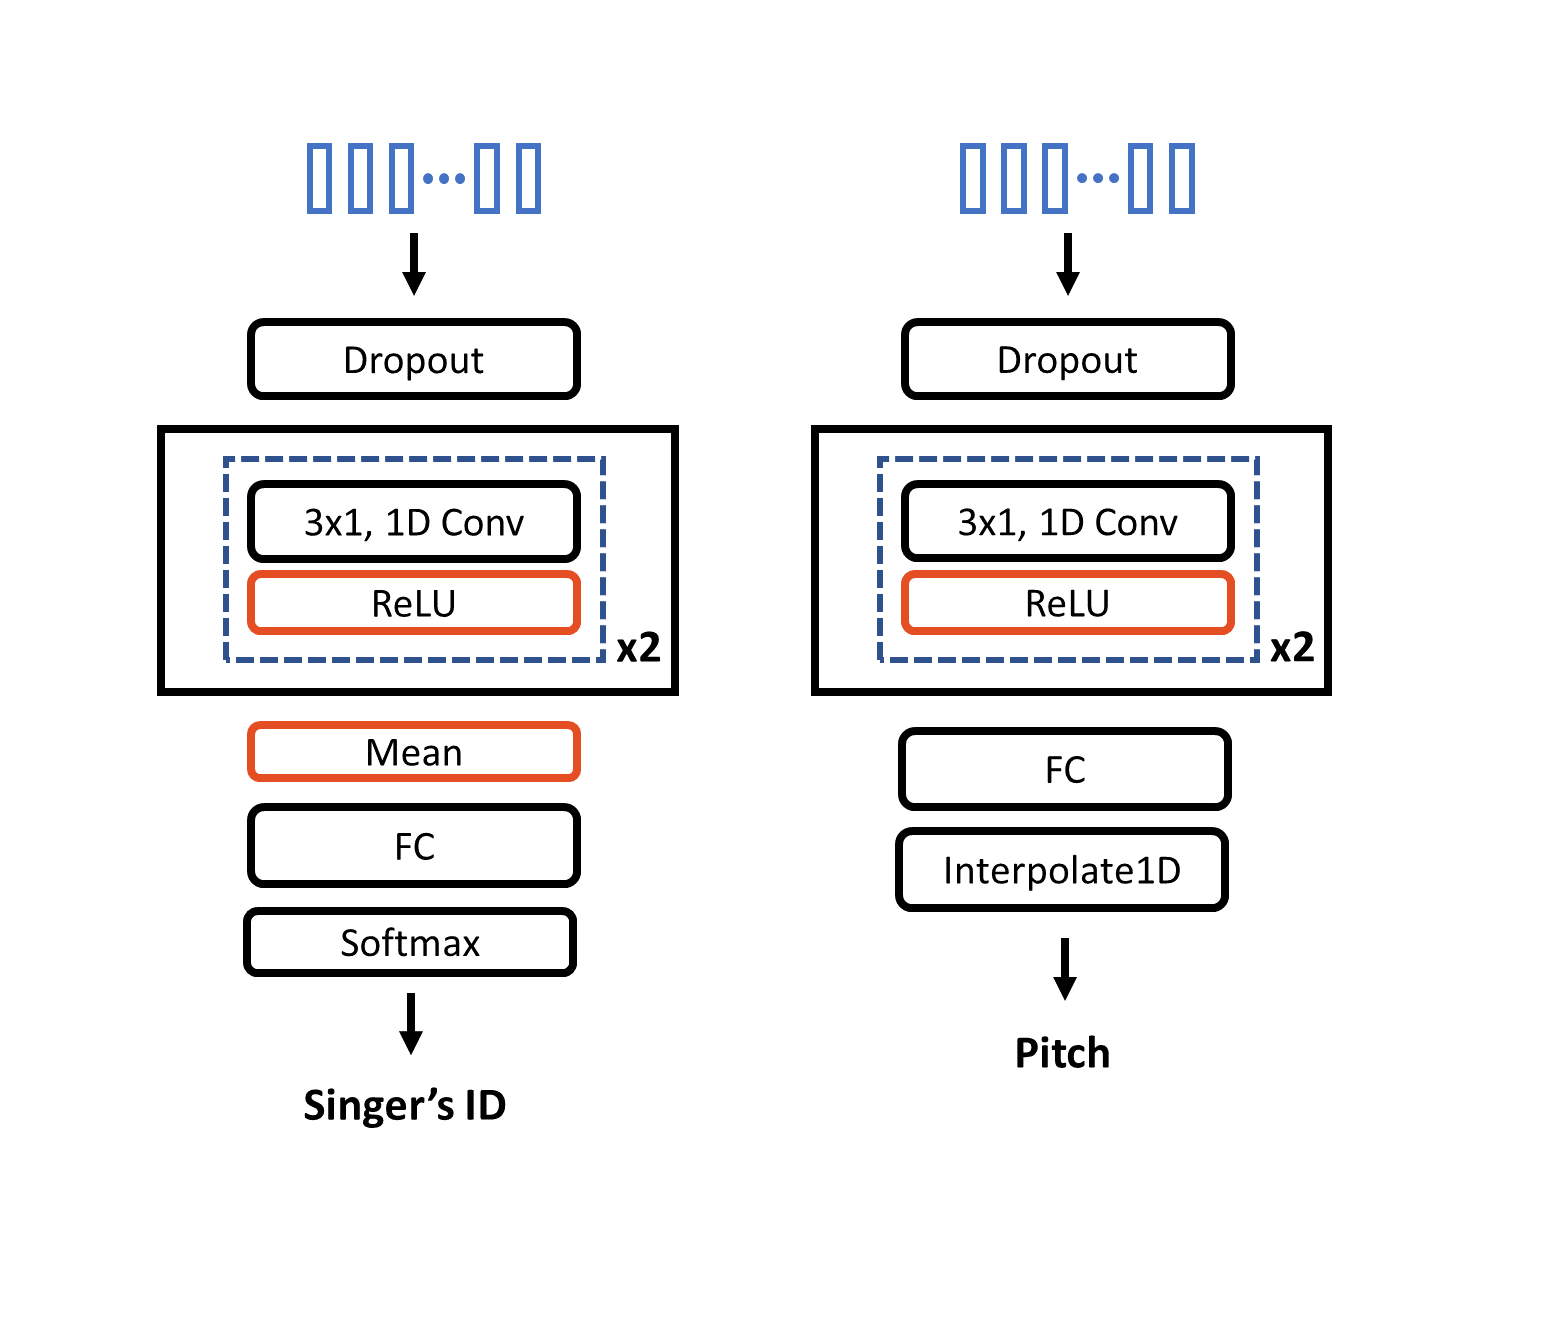 Dropout
3x1, 1D Conv
ReLU
x2
Mean
FC
Softmax
Singer’s ID
Dropout
3x1, 1D Conv
ReLU
x2
FC
Interpolate1D
Pitch